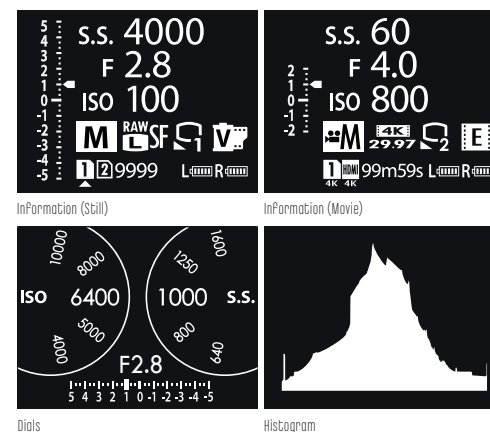 5 4 3 2 1 0 -1 -2 -3 -4 -5
S.S. 4000
F 2.8
ISO 100
M RAW L SF 1 V
1 2 9999 L R
Information (Still)
2 1 0 -1 -2
S.S. 60
F 4.0
ISO 800
M 4K 29.97 2 E
1 4K HDMI 4K 99m59s L R
Information (Movie)
10000
8000
ISO 6400
5000
4000
1600
1250
1000 S.S.
800
640
F2.8
5 4 3 2 1 0 -1 -2 -3 -4 -5
Dials
Histogram